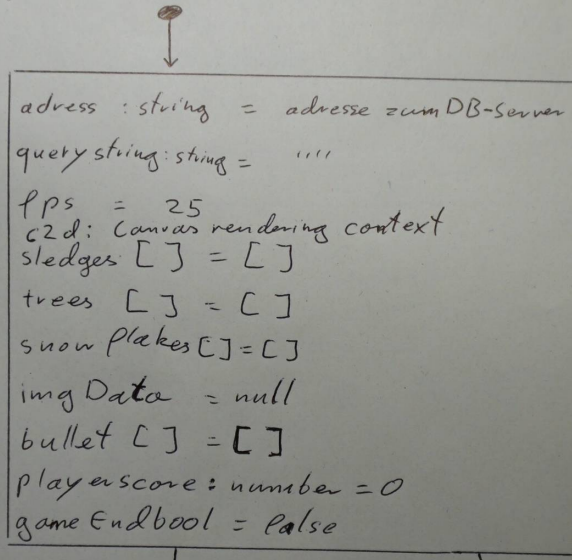 adress : string = adresse zum DB-Server
querystring: string = ""
fps = 25
c2d: Canvas rendering context
sledges [ ] = [ ]
trees [ ] = [ ]
snowflakes [ ] = [ ]
imgData = null
bullet [ ] = [ ]
playerscore: number = 0
gameEndbool = false